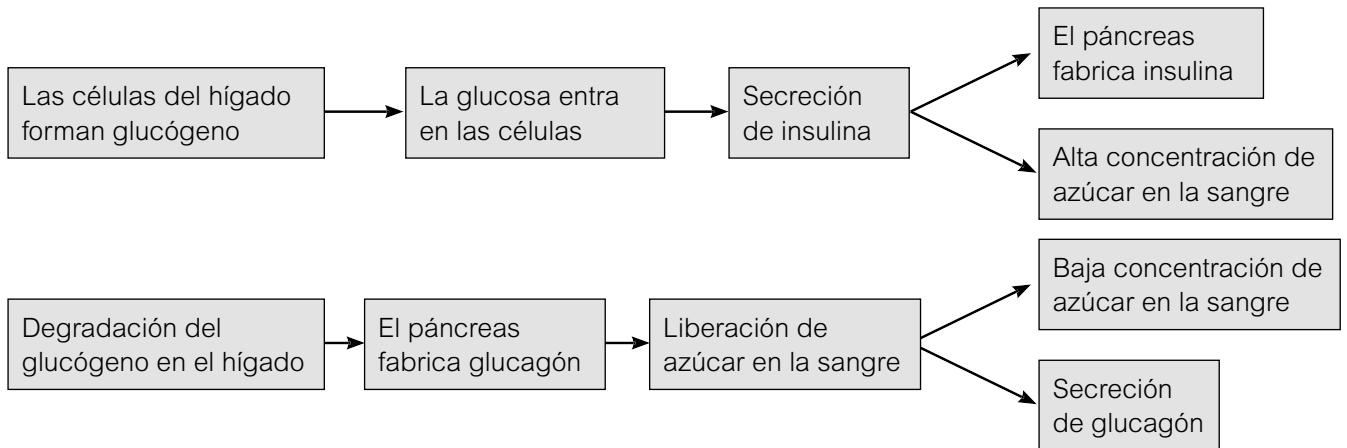 Las células del hígado
forman glucógeno
La glucosa entra
en las células
Secreción
de insulina
El páncreas
fabrica insulina
Alta concentración de
azúcar en la sangre
Degradación del
glucógeno en el hígado
El páncreas
fabrica glucagón
Liberación de
azúcar en la sangre
Baja concentración de
azúcar en la sangre
Secreción
de glucagón